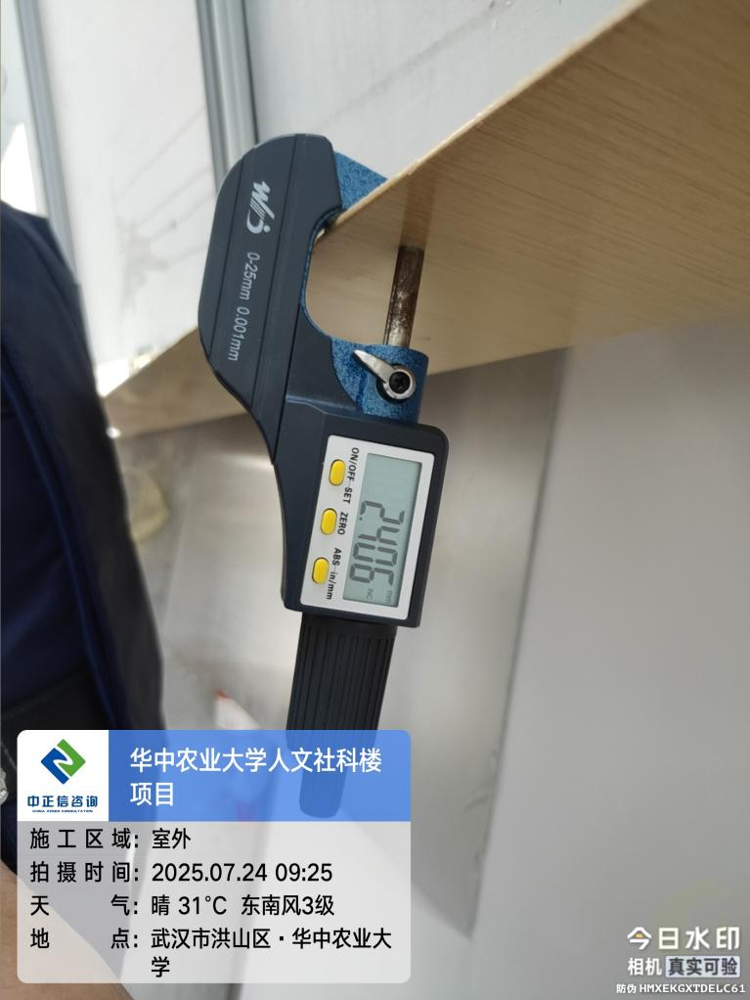 Wij
0-25mm 0.001mm
ON/OFF SET
ZERO
ABS in/mm
2.406
mm
INC
中正信咨询
华中农业大学人文社科楼
项目
施工区域：室外
拍摄时间：2025.07.24 09:25
天气：晴 31℃ 东南风3级
地点：武汉市洪山区·华中农业大
学
今日水印
相机 真实可验
防伪 HMXEKGXTDELC61